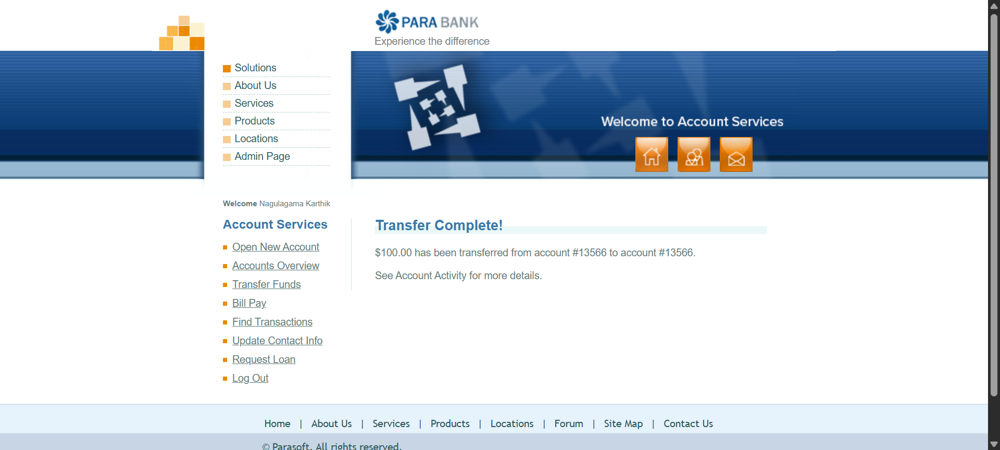 PARA BANK
Experience the difference
Solutions
About Us
Services
Products
Locations
Admin Page
Welcome to Account Services
Welcome Nagulagama Karthik
Account Services
Open New Account
Accounts Overview
Transfer Funds
Bill Pay
Find Transactions
Update Contact Info
Request Loan
Log Out
Transfer Complete!
$100.00 has been transferred from account #13566 to account #13566.
See Account Activity for more details.
Home | About Us | Services | Products | Locations | Forum | Site Map | Contact Us
© Parasoft. All rights reserved.